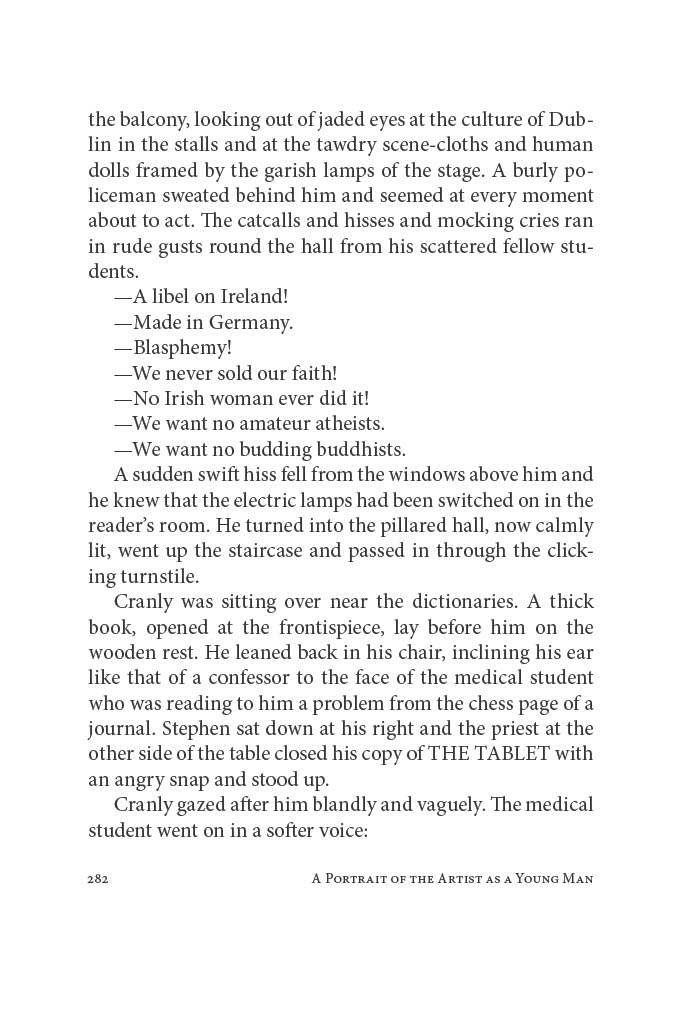 the balcony, looking out of jaded eyes at the culture of Dub-
lin in the stalls and at the tawdry scene-cloths and human
dolls framed by the garish lamps of the stage. A burly po-
liceman sweated behind him and seemed at every moment
about to act. The catcalls and hisses and mocking cries ran
in rude gusts round the hall from his scattered fellow stu-
dents.
—A libel on Ireland!
—Made in Germany.
—Blasphemy!
—We never sold our faith!
—No Irish woman ever did it!
—We want no amateur atheists.
—We want no budding buddhists.
A sudden swift hiss fell from the windows above him and
he knew that the electric lamps had been switched on in the
reader’s room. He turned into the pillared hall, now calmly
lit, went up the staircase and passed in through the click-
ing turnstile.
Cranly was sitting over near the dictionaries. A thick
book, opened at the frontispiece, lay before him on the
wooden rest. He leaned back in his chair, inclining his ear
like that of a confessor to the face of the medical student
who was reading to him a problem from the chess page of a
journal. Stephen sat down at his right and the priest at the
other side of the table closed his copy of THE TABLET with
an angry snap and stood up.
Cranly gazed after him blandly and vaguely. The medical
student went on in a softer voice:
282 A Portrait of the Artist as a Young Man